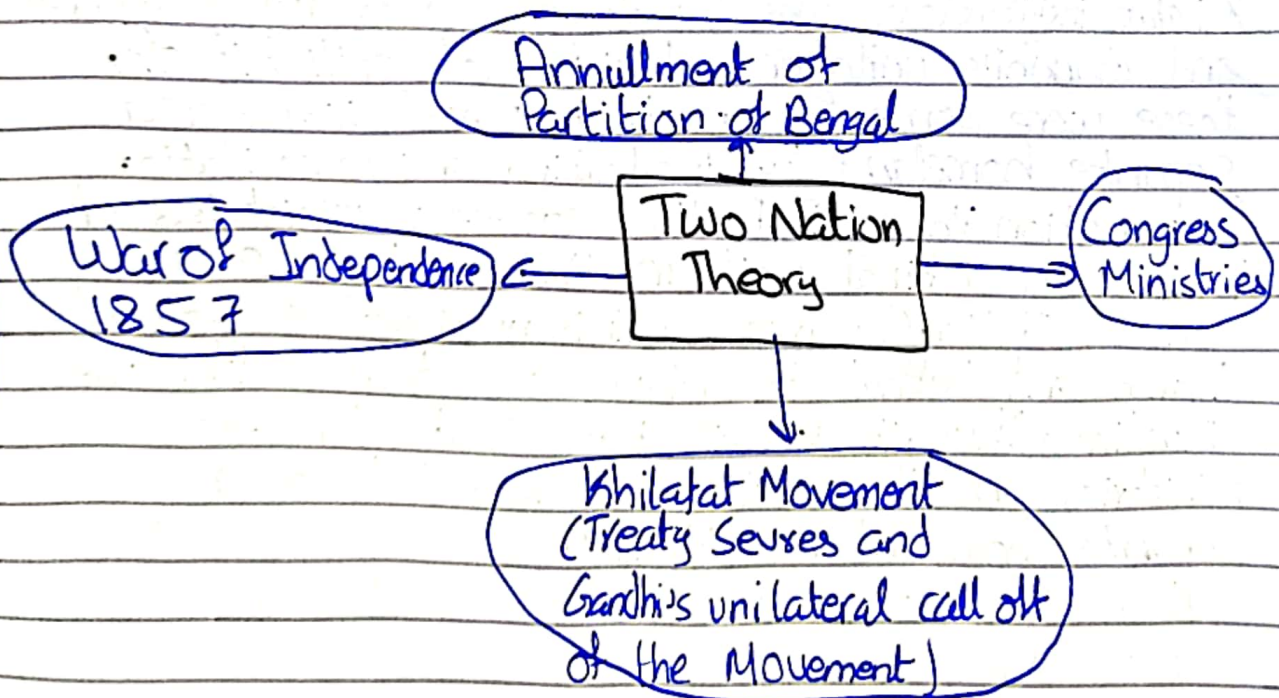 Annullment of
Partition of Bengal
Two Nation
Theory
War of Independence
1857
Congress
Ministries
Khilafat Movement
(Treaty Sevres and
Gandhi's unilateral call off
of the Movement)